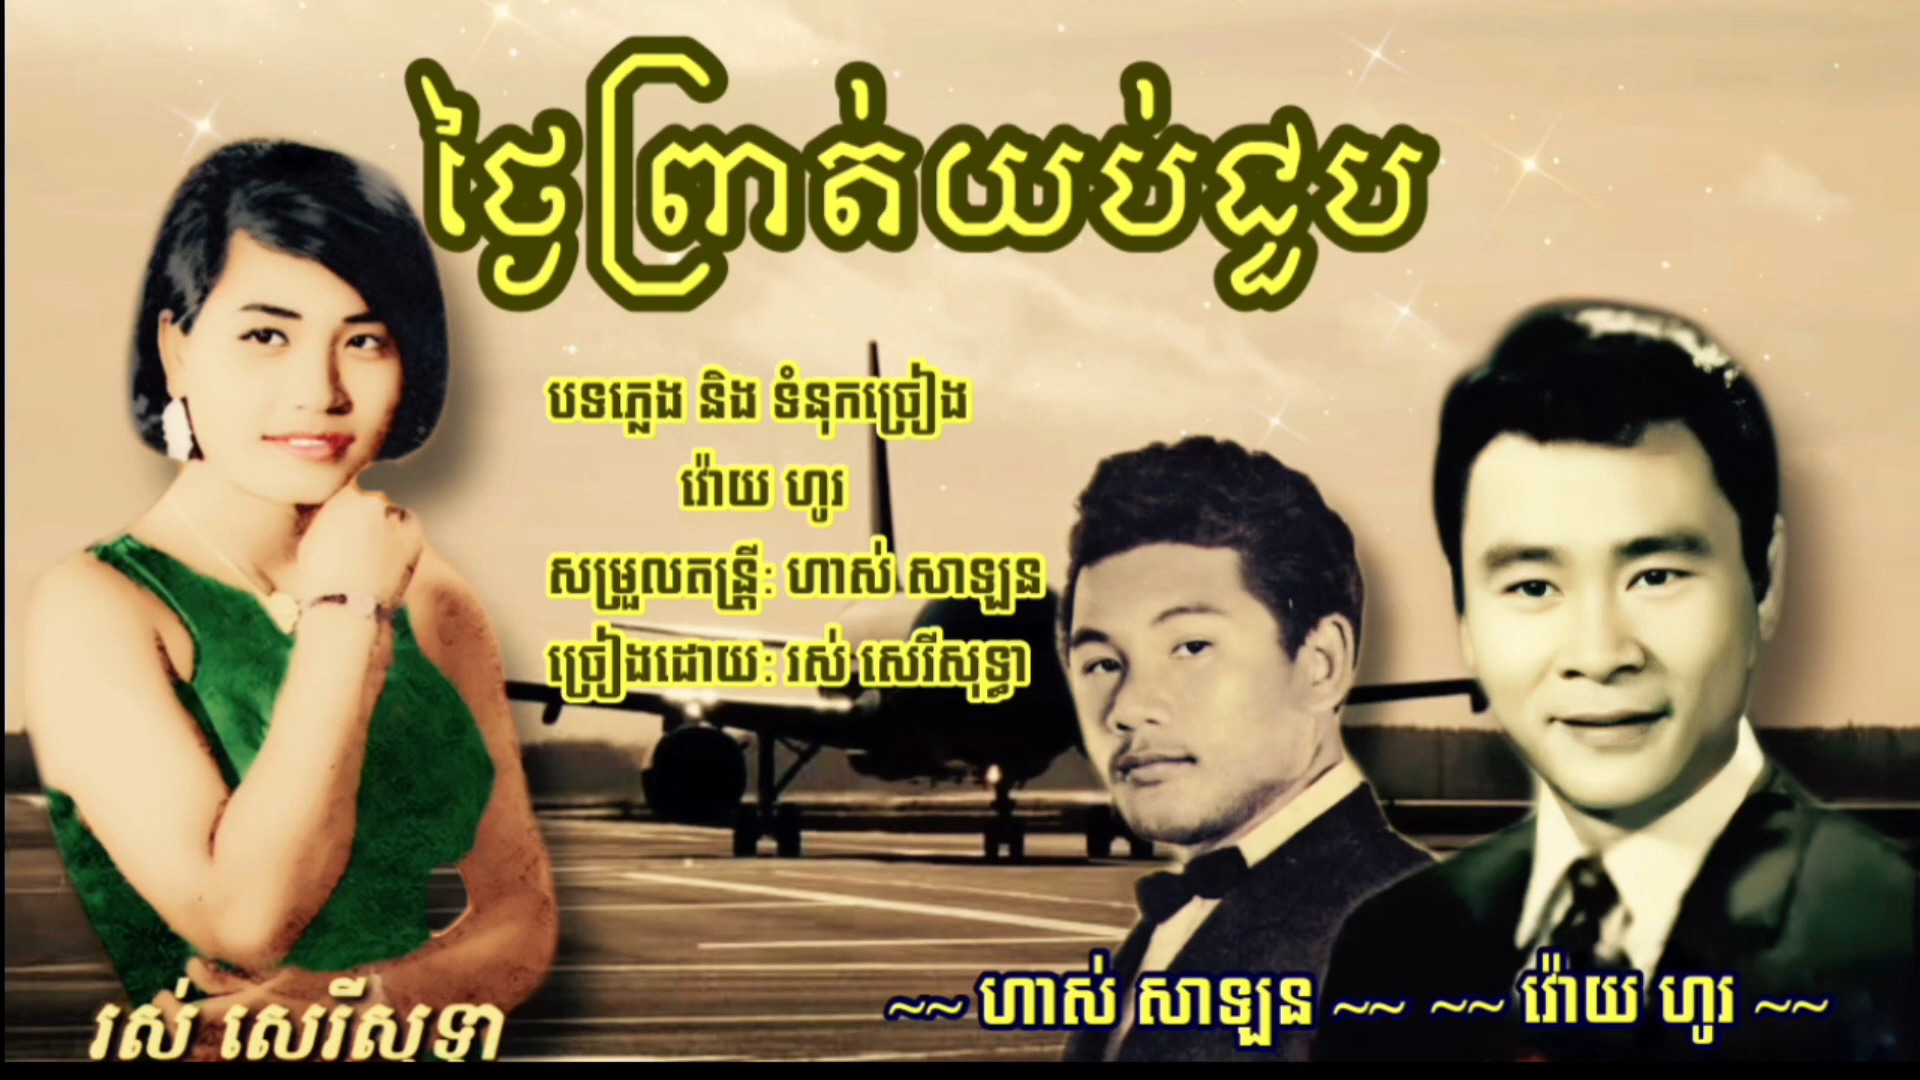 ថ្ងៃព្រាត់យប់ជួប
បទភ្លេង និង ទំនុកច្រៀង
វ៉ោយ ហូរ
សម្រួលតន្ត្រី: ហាស់ សាឡន
ច្រៀងដោយ: រស់ សេរីសុទ្ធា
~~ ហាស់ សាឡន ~~ ~~ វ៉ោយ ហូរ ~~
រស់ សេរីសុទ្ធា